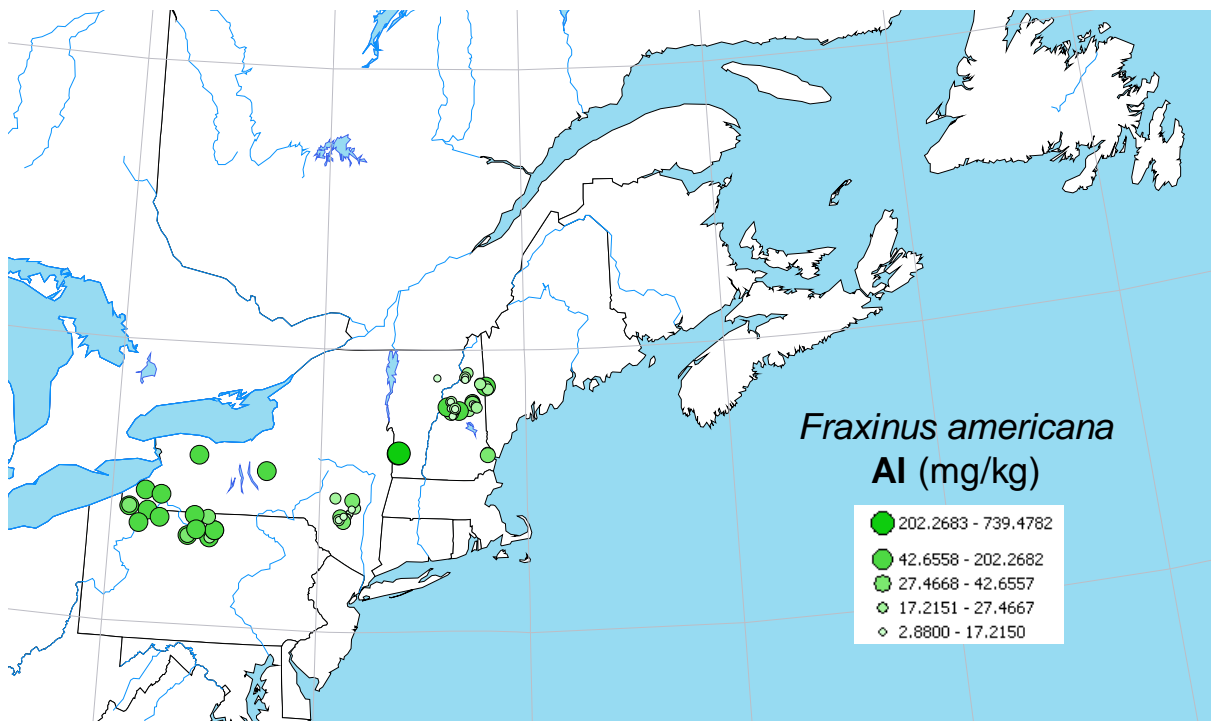 Fraxinus americana
Al (mg/kg)
202.2683 - 739.4782
42.6558 - 202.2682
27.4668 - 42.6557
17.2151 - 27.4667
2.8800 - 17.2150